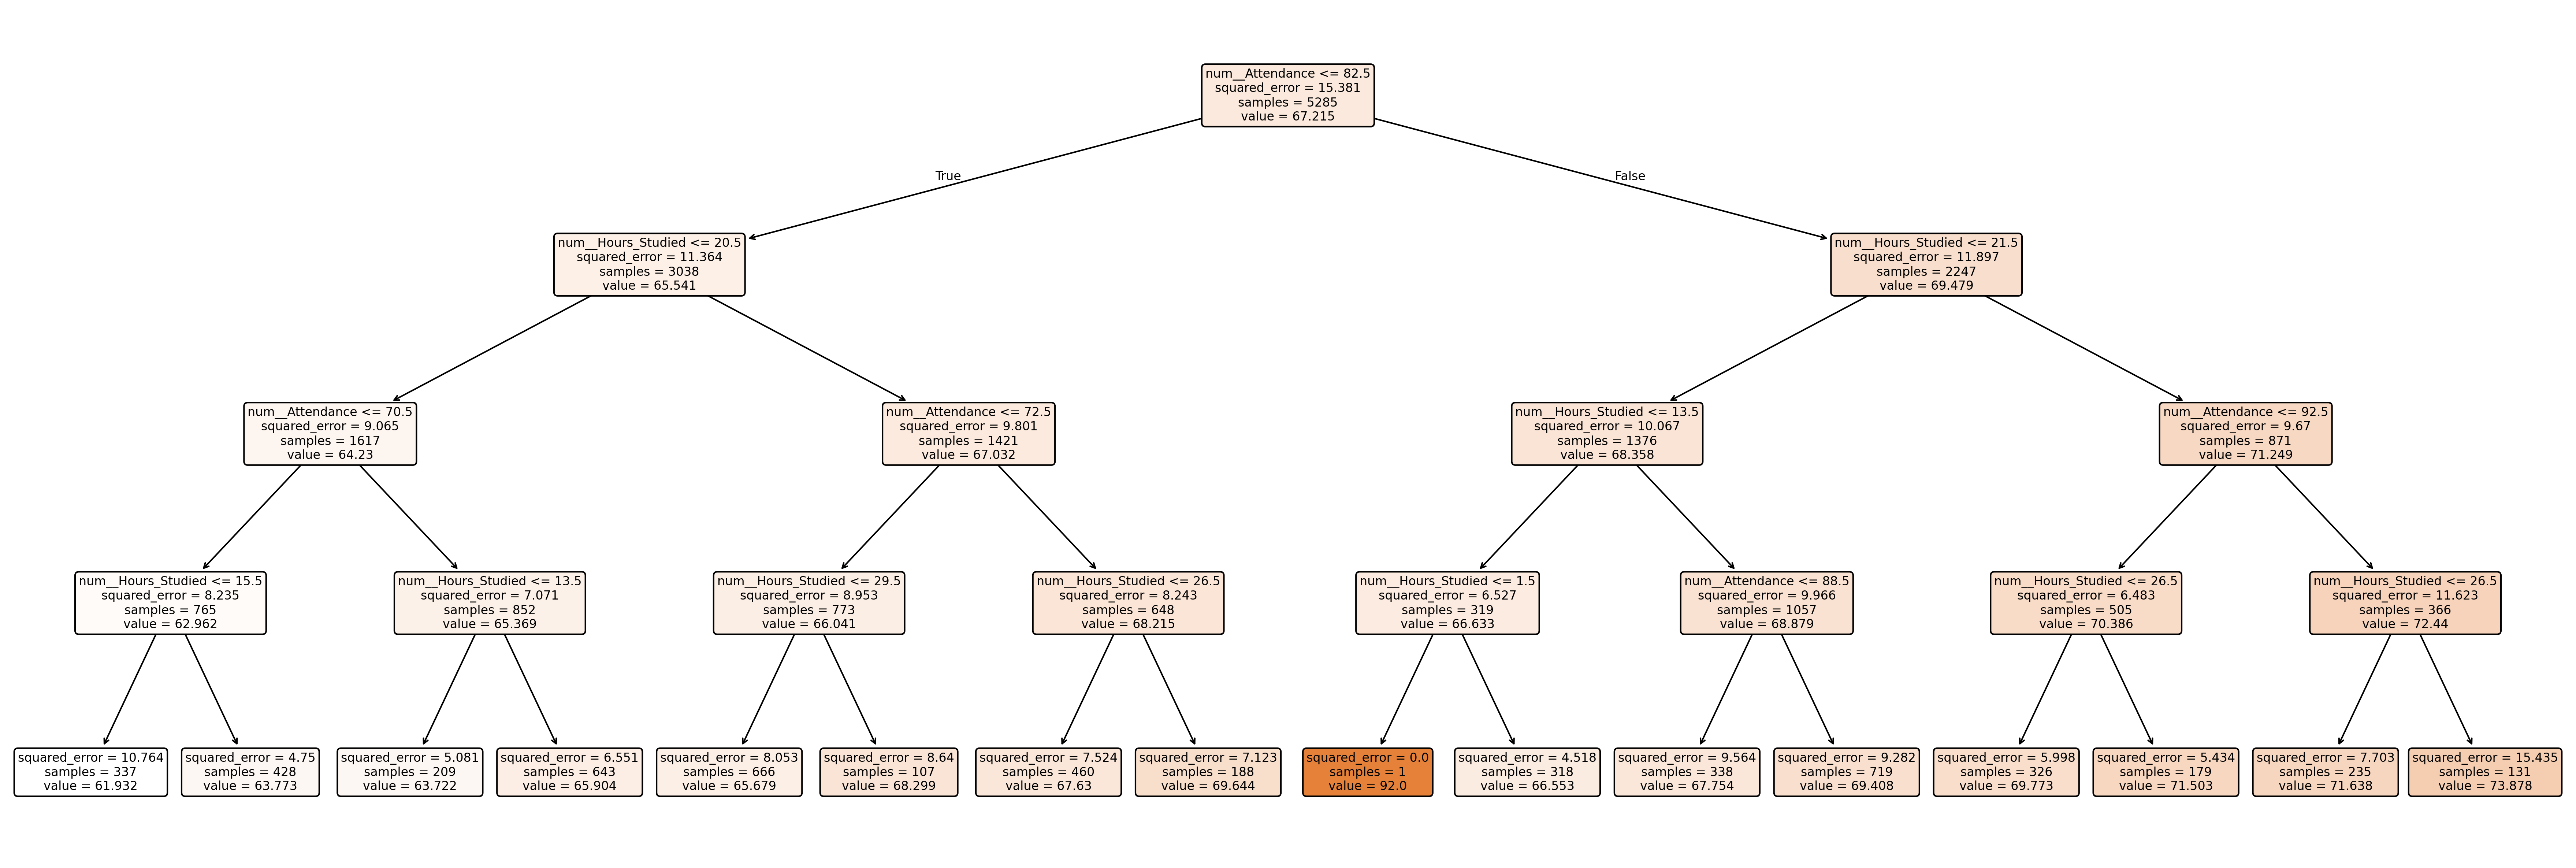 num__Attendance <= 82.5
squared_error = 15.381
samples = 5285
value = 67.215
True
False
num__Hours_Studied <= 20.5
squared_error = 11.364
samples = 3038
value = 65.541
num__Hours_Studied <= 21.5
squared_error = 11.897
samples = 2247
value = 69.479
num__Attendance <= 70.5
squared_error = 9.065
samples = 1617
value = 64.23
num__Attendance <= 72.5
squared_error = 9.801
samples = 1421
value = 67.032
num__Hours_Studied <= 13.5
squared_error = 10.067
samples = 1376
value = 68.358
num__Attendance <= 92.5
squared_error = 9.67
samples = 871
value = 71.249
num__Hours_Studied <= 15.5
squared_error = 8.235
samples = 765
value = 62.962
num__Hours_Studied <= 13.5
squared_error = 7.071
samples = 852
value = 65.369
num__Hours_Studied <= 29.5
squared_error = 8.953
samples = 773
value = 66.041
num__Hours_Studied <= 26.5
squared_error = 8.243
samples = 648
value = 68.215
num__Hours_Studied <= 1.5
squared_error = 6.527
samples = 319
value = 66.633
num__Attendance <= 88.5
squared_error = 9.966
samples = 1057
value = 68.879
num__Hours_Studied <= 26.5
squared_error = 6.483
samples = 505
value = 70.386
num__Hours_Studied <= 26.5
squared_error = 11.623
samples = 366
value = 72.44
squared_error = 10.764
samples = 337
value = 61.932
squared_error = 4.75
samples = 428
value = 63.773
squared_error = 5.081
samples = 209
value = 63.722
squared_error = 6.551
samples = 643
value = 65.904
squared_error = 8.053
samples = 666
value = 65.679
squared_error = 8.64
samples = 107
value = 68.299
squared_error = 7.524
samples = 460
value = 67.63
squared_error = 7.123
samples = 188
value = 69.644
squared_error = 0.0
samples = 1
value = 92.0
squared_error = 4.518
samples = 318
value = 66.553
squared_error = 9.564
samples = 338
value = 67.754
squared_error = 9.282
samples = 719
value = 69.408
squared_error = 5.998
samples = 326
value = 69.773
squared_error = 5.434
samples = 179
value = 71.503
squared_error = 7.703
samples = 235
value = 71.638
squared_error = 15.435
samples = 131
value = 73.878